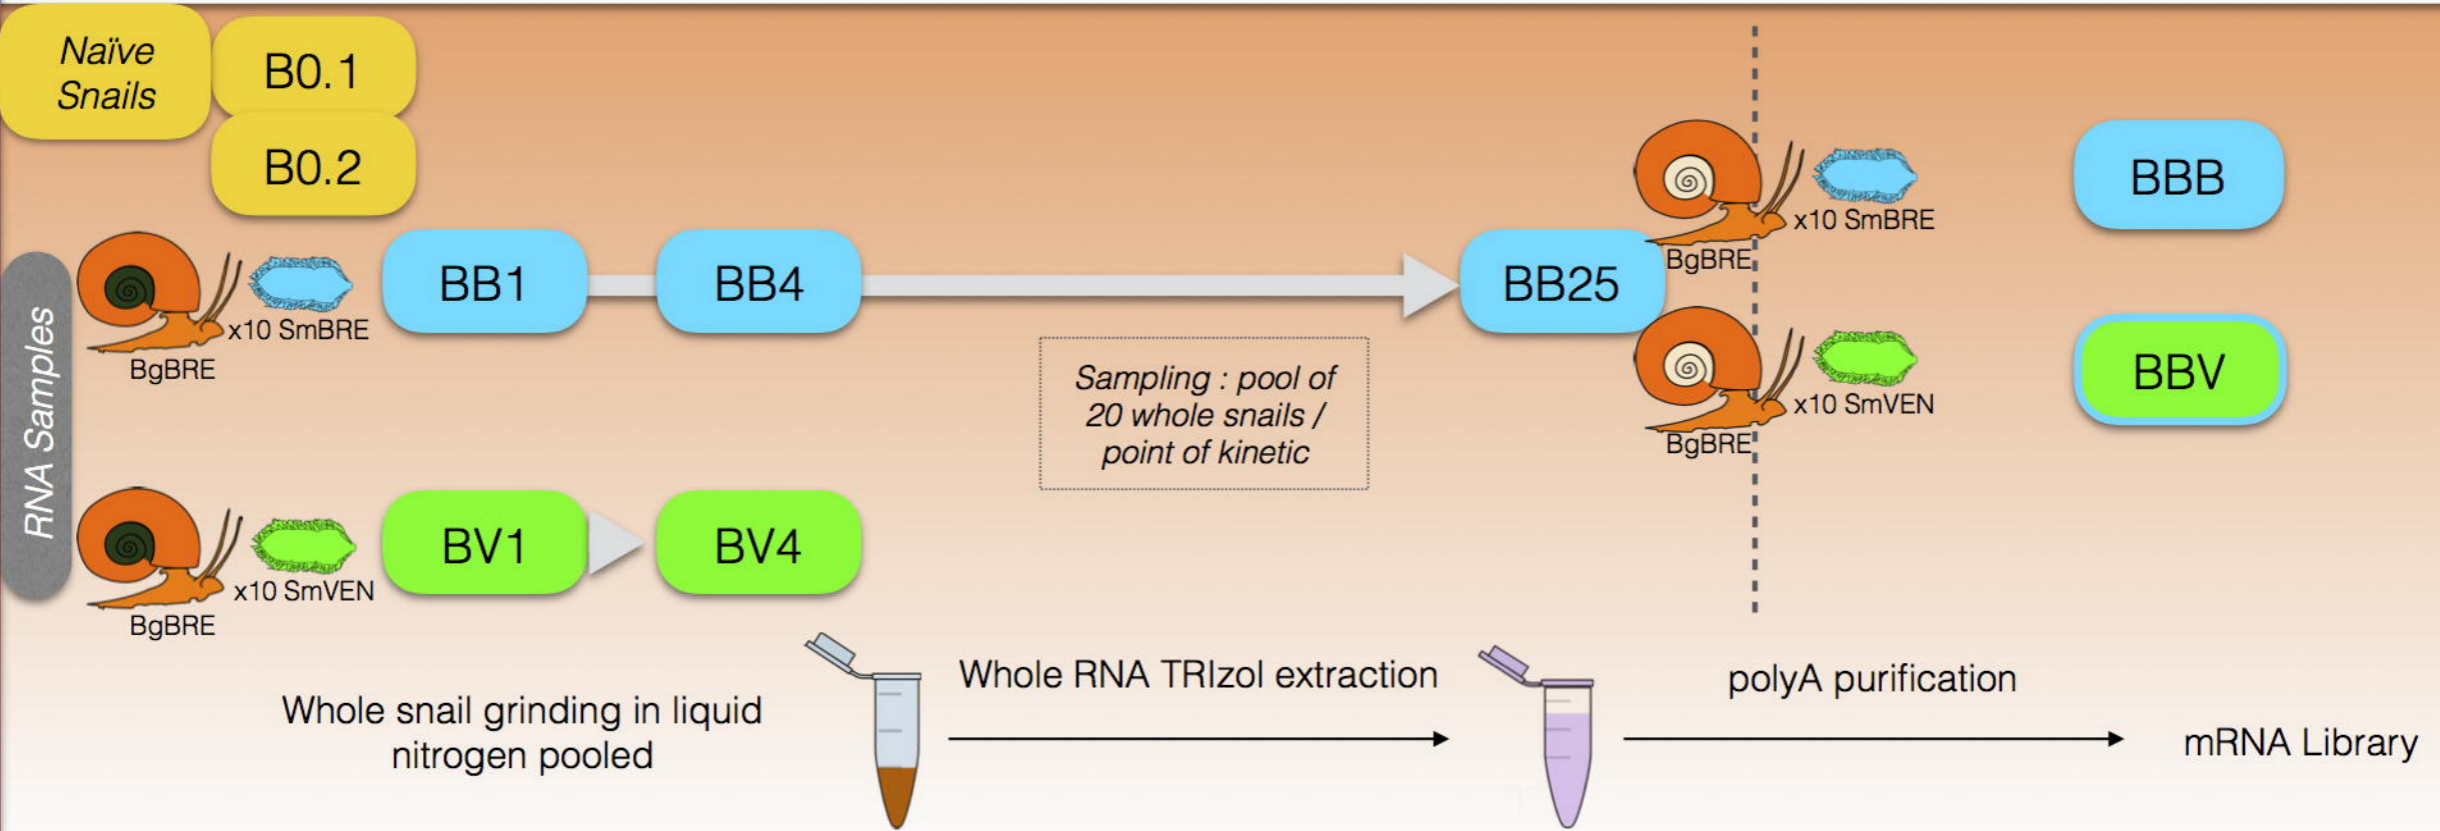 Naïve
Snails
B0.1
B0.2
RNA Samples
x10 SmBRE
BgBRE
BB1
BB4
BB25
x10 SmBRE
BgBRE
BBB
Sampling : pool of
20 whole snails /
point of kinetic
x10 SmVEN
BgBRE
BBV
x10 SmVEN
BgBRE
BV1
BV4
Whole snail grinding in liquid
nitrogen pooled
Whole RNA TRIzol extraction
polyA purification
mRNA Library